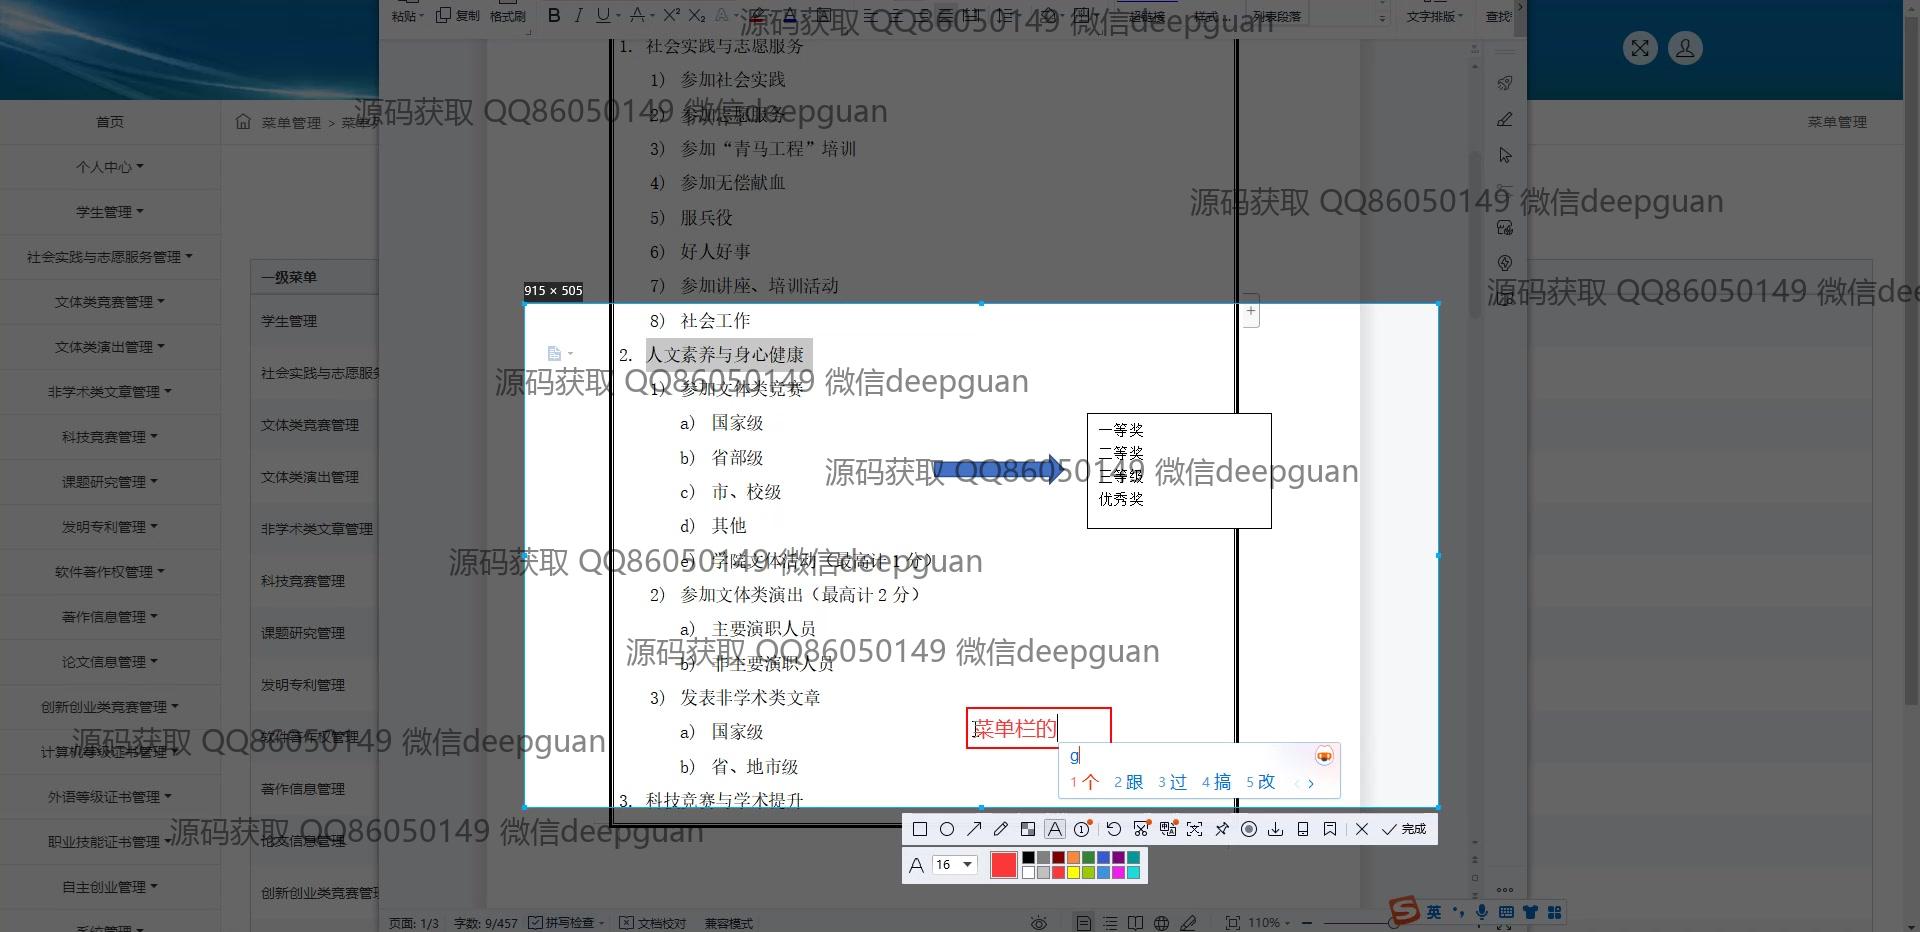 粘贴 复制 格式刷 B I U A X² X₂ A 超链接 样式 列表段落 文字排版 查找
源码获取 QQ86050149 微信deepguan
首页
个人中心
学生管理
社会实践与志愿服务管理
文体类竞赛管理
文体类演出管理
非学术类文章管理
科技竞赛管理
课题研究管理
发明专利管理
软件著作权管理
著作信息管理
论文信息管理
创新创业类竞赛管理
计算机等级证书管理
外语等级证书管理
职业技能证书管理
自主创业管理
系统管理
菜单管理 > 菜单
菜单管理
一级菜单
学生管理
社会实践与志愿服务
文体类竞赛管理
文体类演出管理
非学术类文章管理
科技竞赛管理
课题研究管理
发明专利管理
软件著作权管理
著作信息管理
论文信息管理
创新创业类竞赛管
1. 社会实践与志愿服务
1) 参加社会实践
2) 参加志愿服务
3) 参加“青马工程”培训
4) 参加无偿献血
5) 服兵役
6) 好人好事
7) 参加讲座、培训活动
915 × 505
8) 社会工作
2. 人文素养与身心健康
1) 参加文体类竞赛
a) 国家级
b) 省部级
c) 市、校级
d) 其他
e) 学院文体活动（最高计 1 分）
2) 参加文体类演出（最高计 2 分）
a) 主要演职人员
b) 非主要演职人员
3) 发表非学术类文章
a) 国家级
b) 省、地市级
3. 科技竞赛与学术提升
一等奖
二等奖
三等级
优秀奖
菜单栏的
g
1 个 2 跟 3 过 4 搞 5 改
完成
A 16
源码获取 QQ86050149 微信deepguan
源码获取 QQ86050149 微信deepguan
源码获取 QQ86050149 微信dee
源码获取 QQ86050149 微信deepguan
源码获取 QQ86050149 微信deepguan
源码获取 QQ86050149 微信deepguan
源码获取 QQ86050149 微信deepguan
源码获取 QQ86050149 微信deepguan
源码获取 QQ86050149 微信deepguan
页面: 1/3 字数: 9/457 拼写检查 文档校对 兼容模式 110%
英